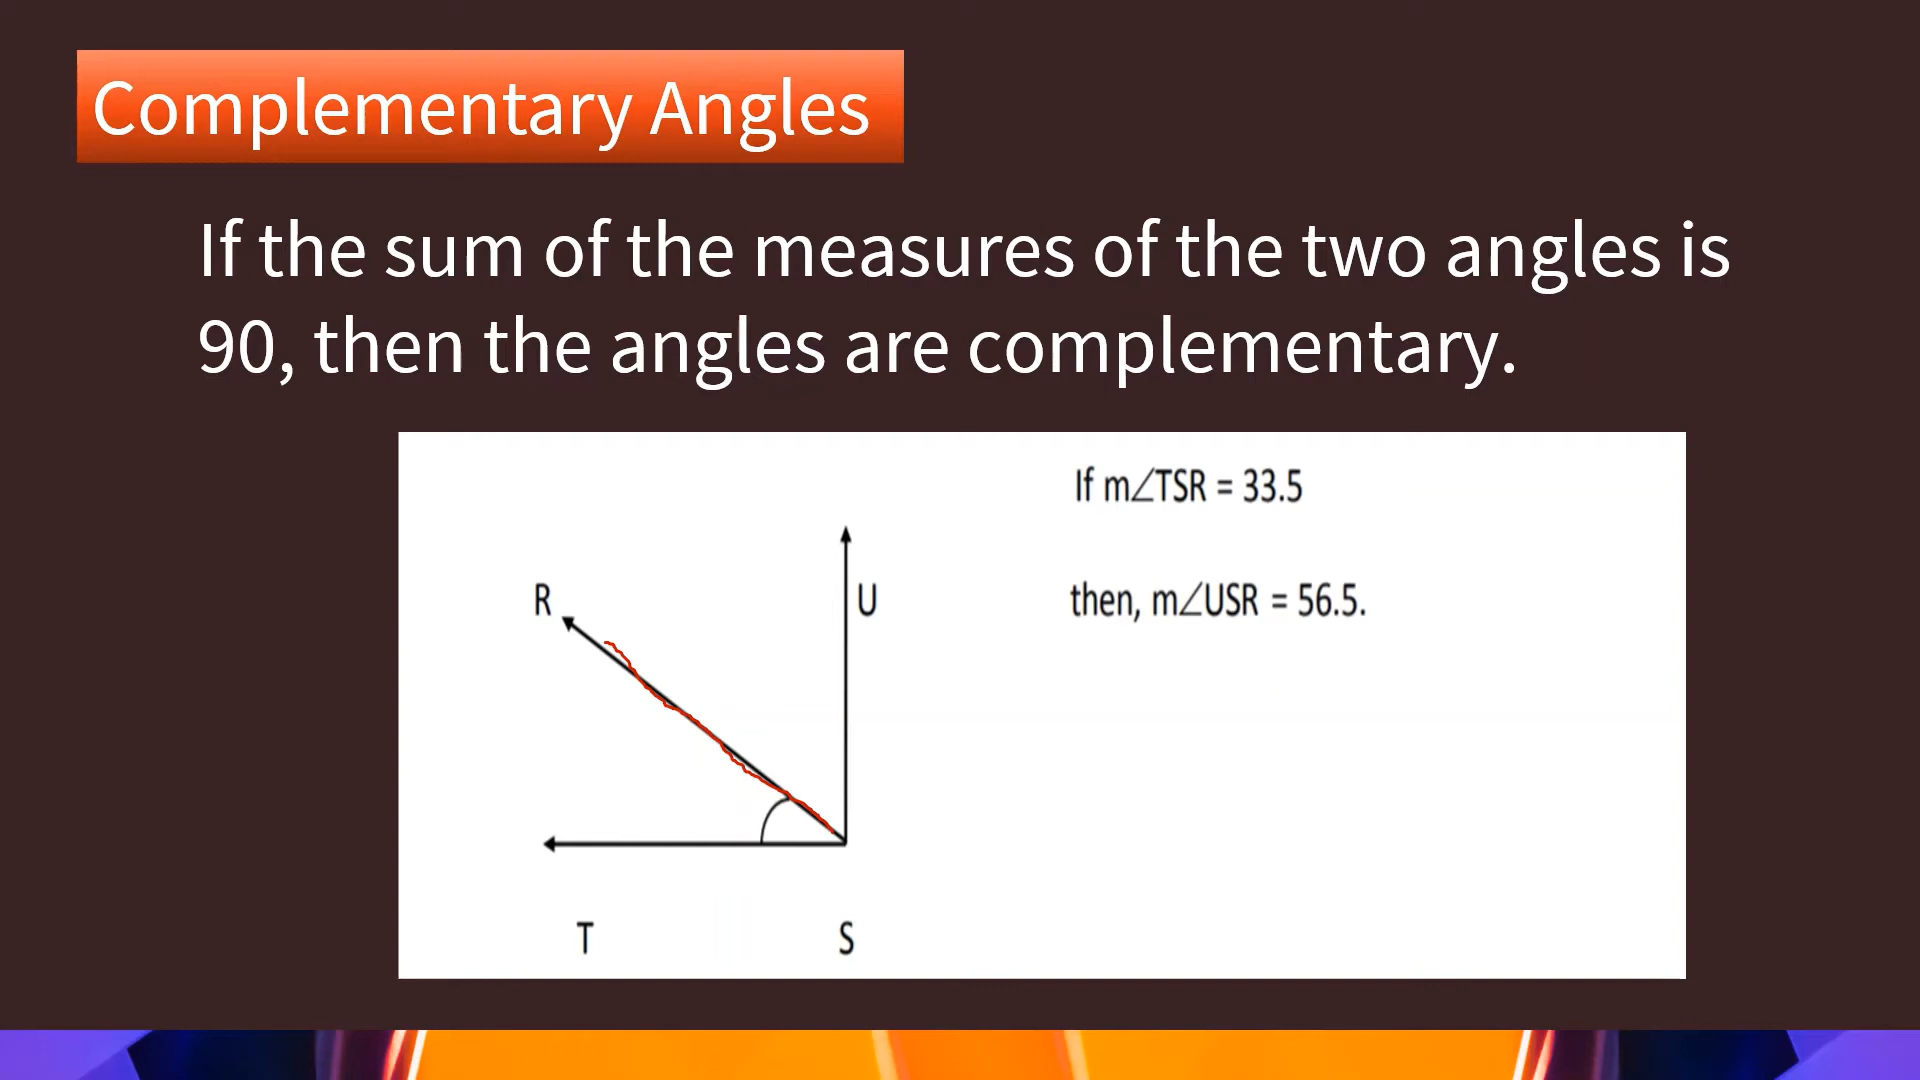 Complementary Angles
If the sum of the measures of the two angles is
90, then the angles are complementary.
If m∠TSR = 33.5
R
U
then, m∠USR = 56.5.
T
S